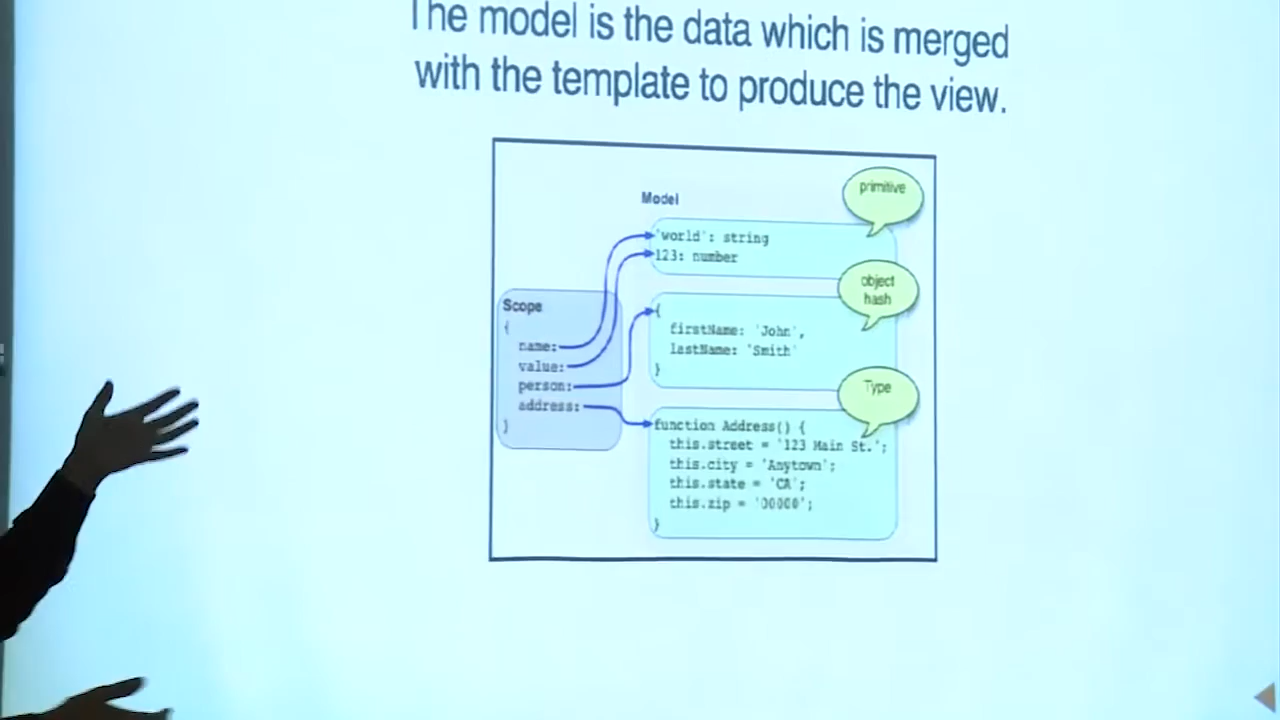 The model is the data which is merged
with the template to produce the view.
Model
primitive
'world': string
123: number
object
hash
Scope
{
name:
value:
person:
address:
}
{
firstName: 'John',
lastName: 'Smith'
}
Type
function Address() {
this.street = '123 Main St.';
this.city = 'Anytown';
this.state = 'CA';
this.zip = '00000';
}